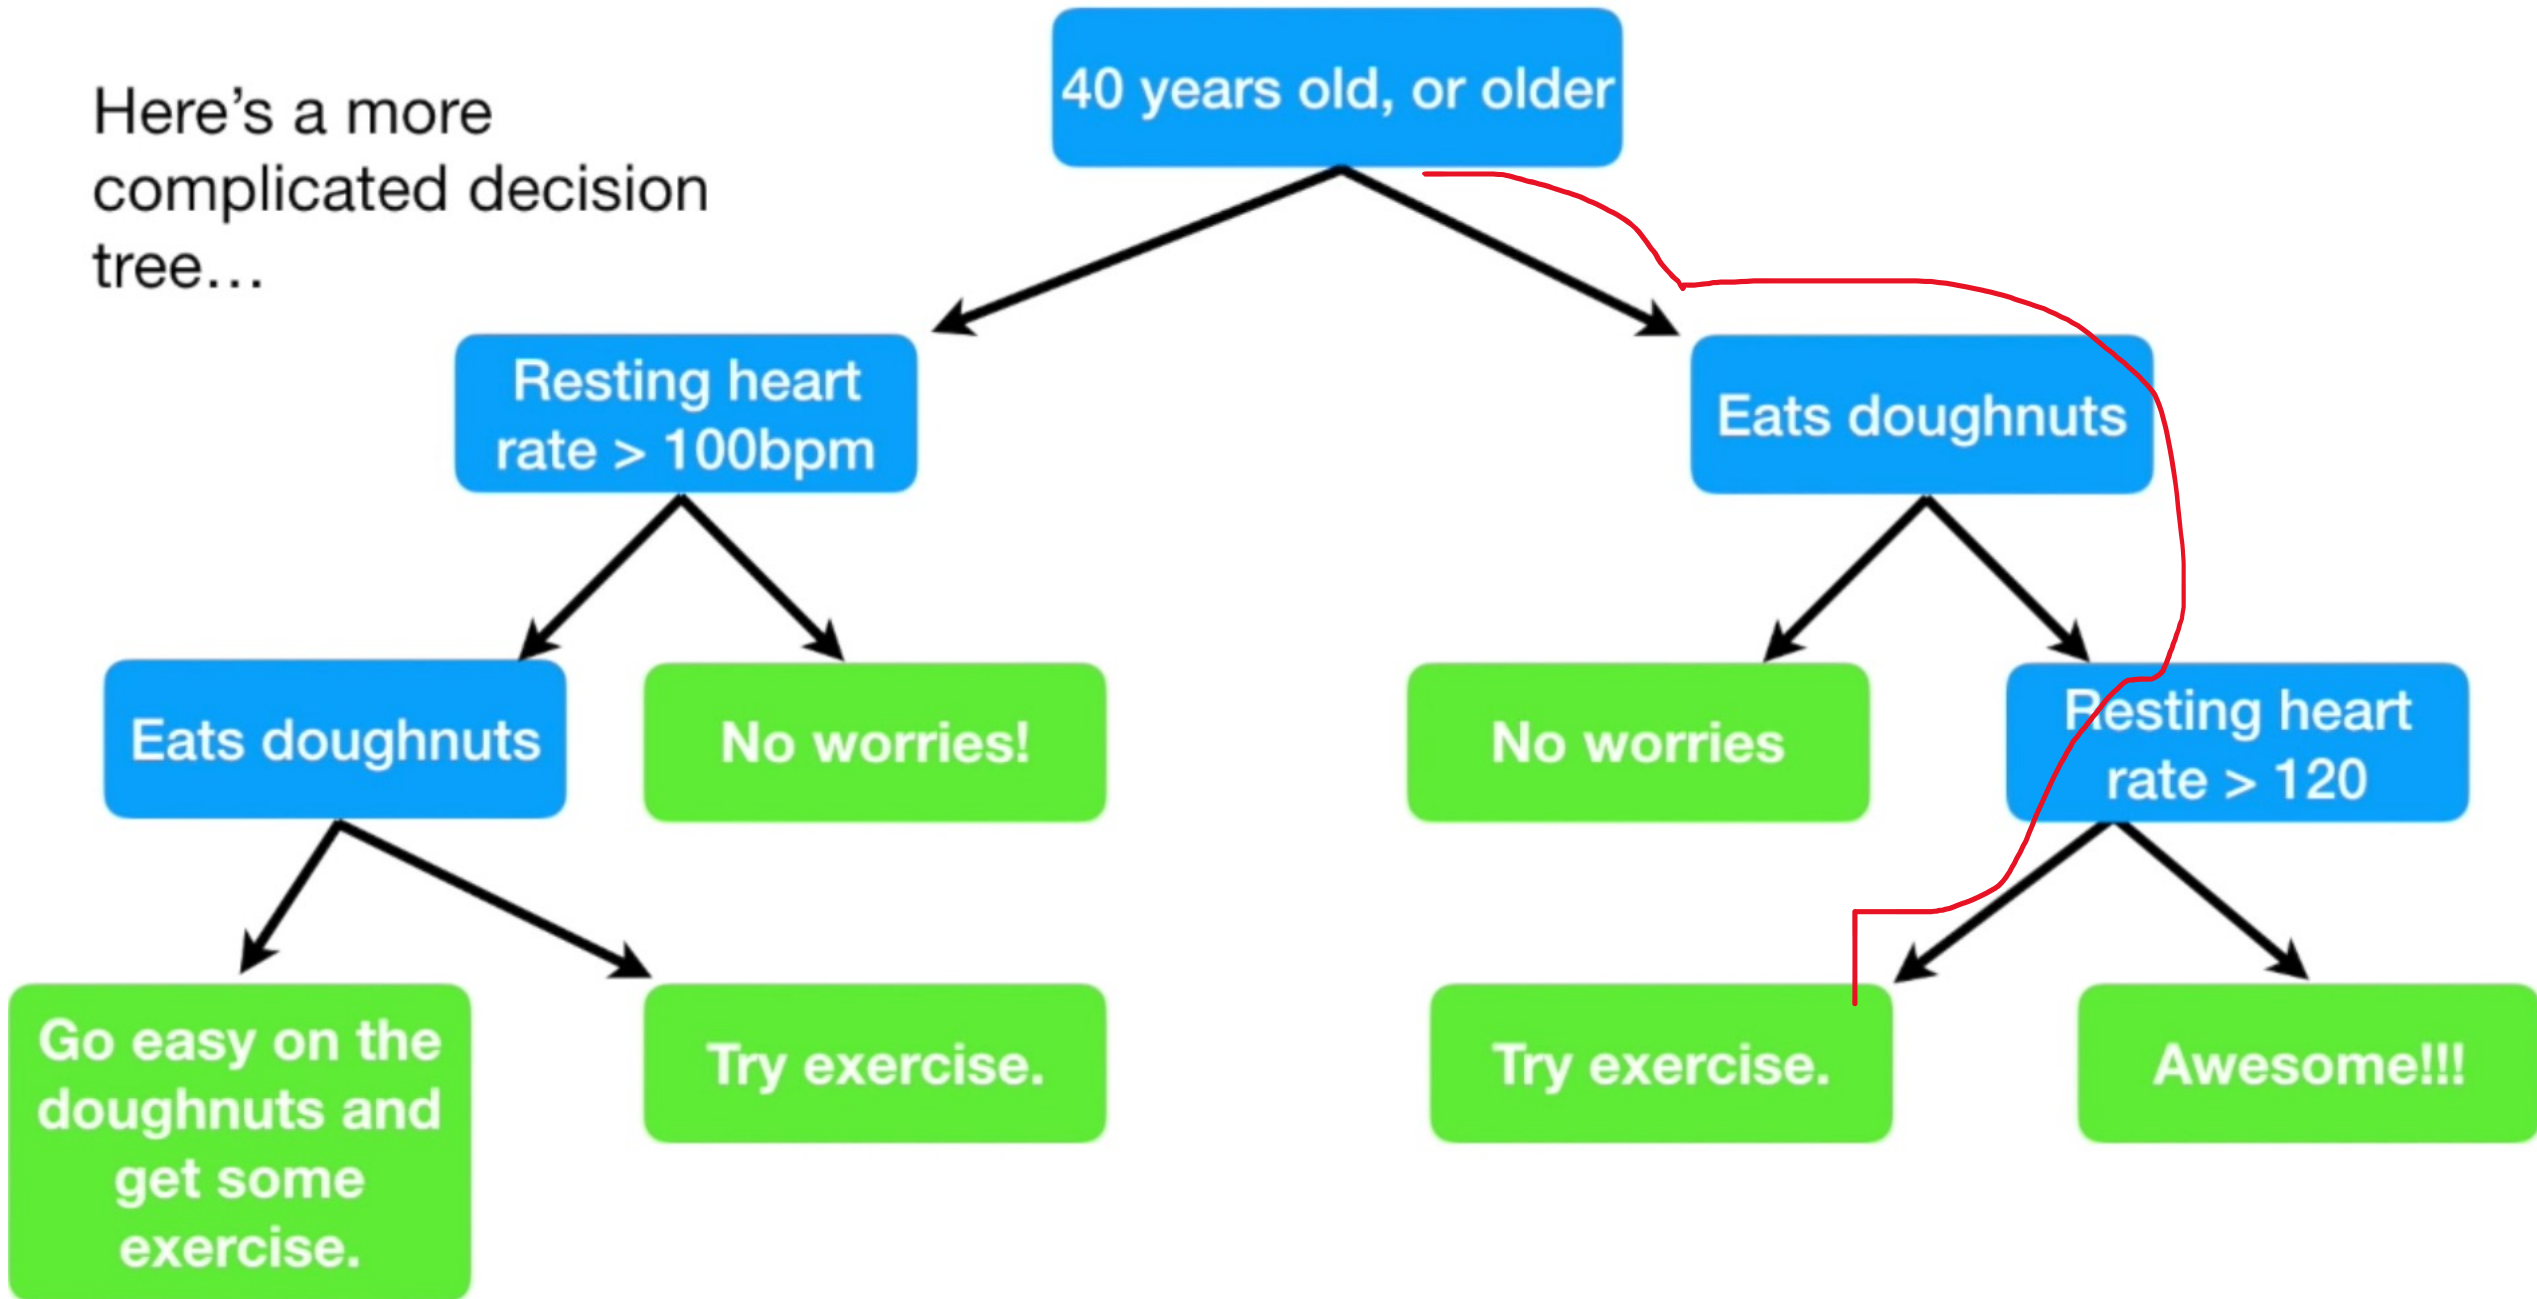 Here's a more
complicated decision
tree...
40 years old, or older
Resting heart
rate > 100bpm
Eats doughnuts
Eats doughnuts
No worries!
No worries
Resting heart
rate > 120
Go easy on the
doughnuts and
get some
exercise.
Try exercise.
Try exercise.
Awesome!!!